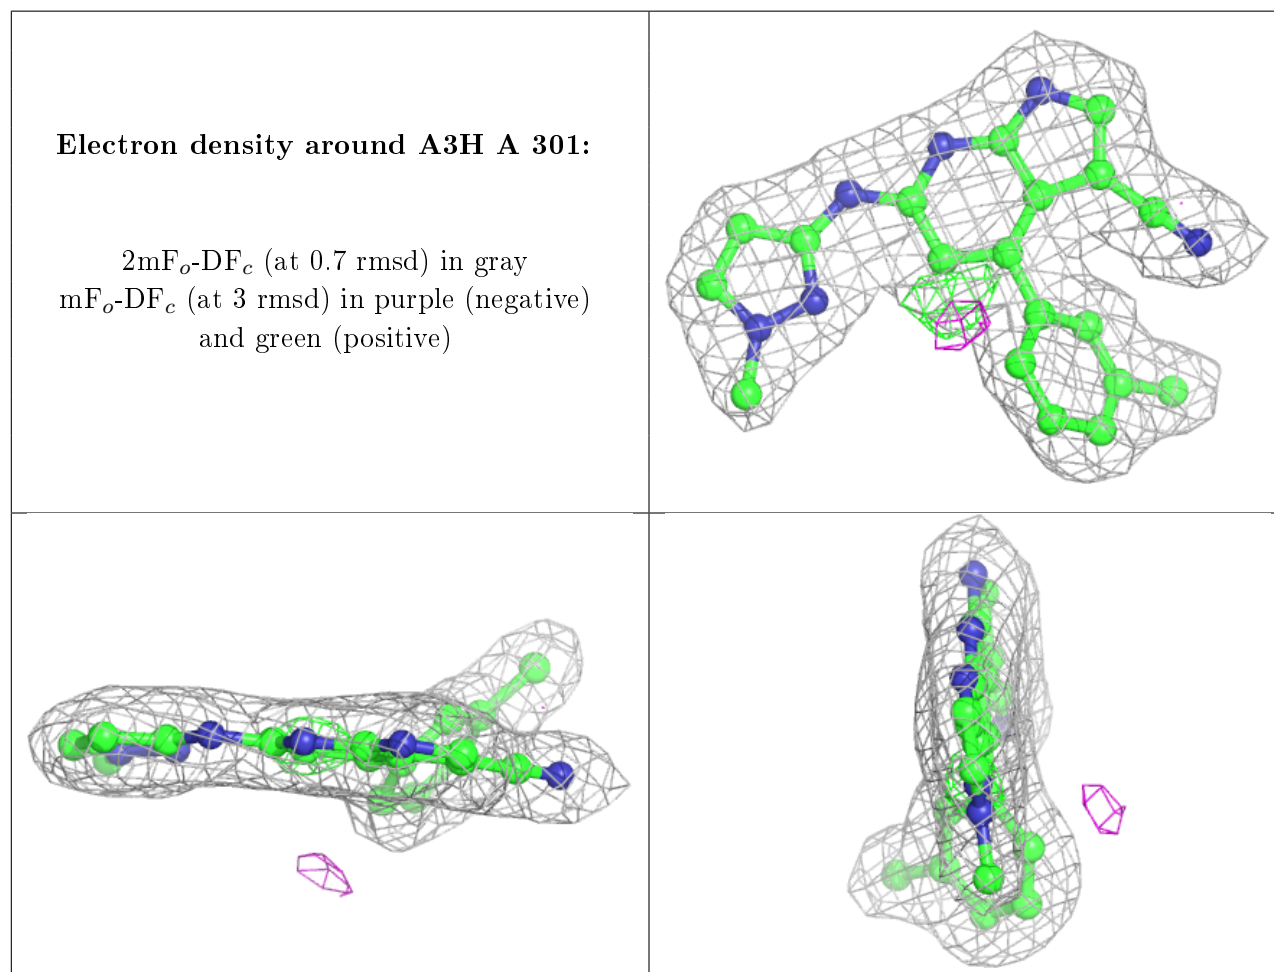 Electron density around A3H A 301:
2mFo-DFc (at 0.7 rmsd) in gray
mFo-DFc (at 3 rmsd) in purple (negative)
and green (positive)